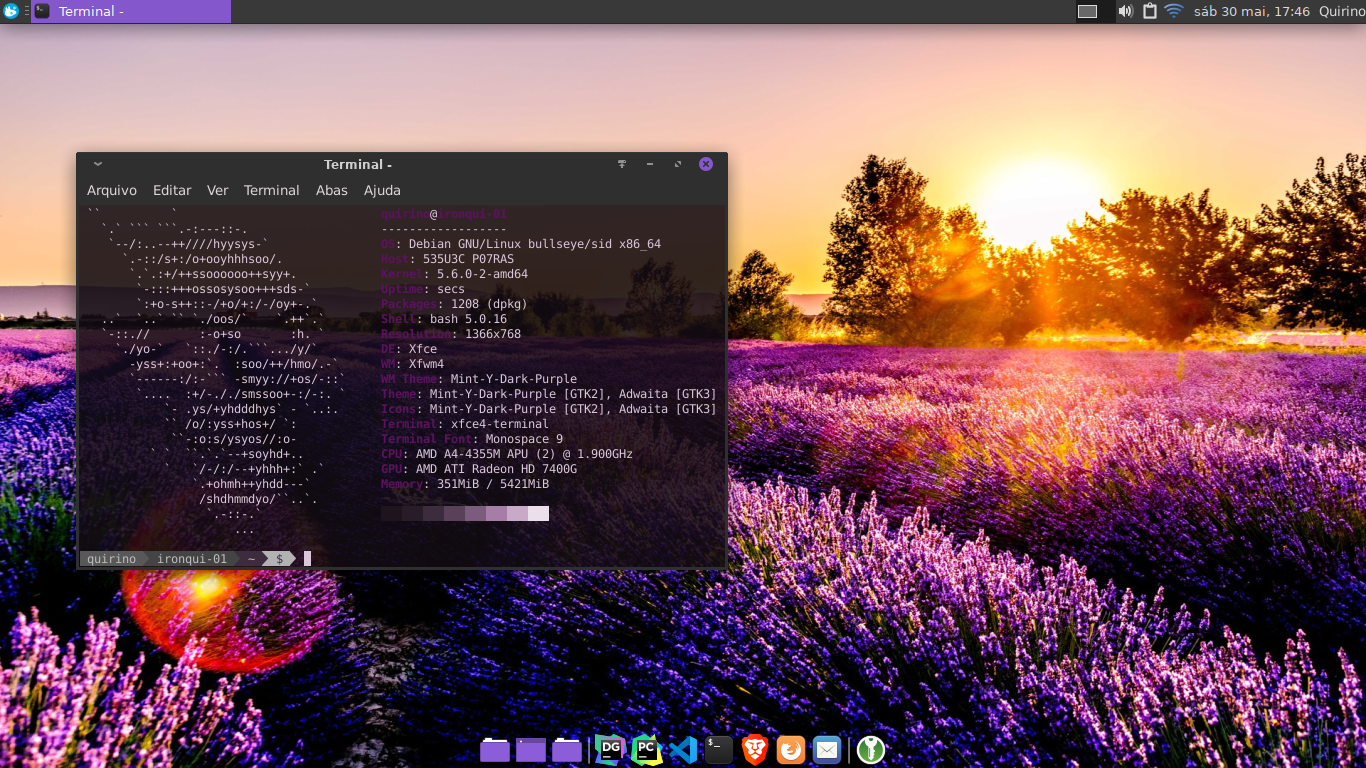 Terminal -
sáb 30 mai, 17:46 Quirino
Terminal -
Arquivo Editar Ver Terminal Abas Ajuda
quirino@ironqui-01
-----------------
OS: Debian GNU/Linux bullseye/sid x86_64
Host: 535U3C P07RAS
Kernel: 5.6.0-2-amd64
Uptime: secs
Packages: 1208 (dpkg)
Shell: bash 5.0.16
Resolution: 1366x768
DE: Xfce
WM: Xfwm4
WM Theme: Mint-Y-Dark-Purple
Theme: Mint-Y-Dark-Purple [GTK2], Adwaita [GTK3]
Icons: Mint-Y-Dark-Purple [GTK2], Adwaita [GTK3]
Terminal: xfce4-terminal
Terminal Font: Monospace 9
CPU: AMD A4-4355M APU (2) @ 1.900GHz
GPU: AMD ATI Radeon HD 7400G
Memory: 351MiB / 5421MiB
quirino ironqui-01 ~ $
DG PC $_